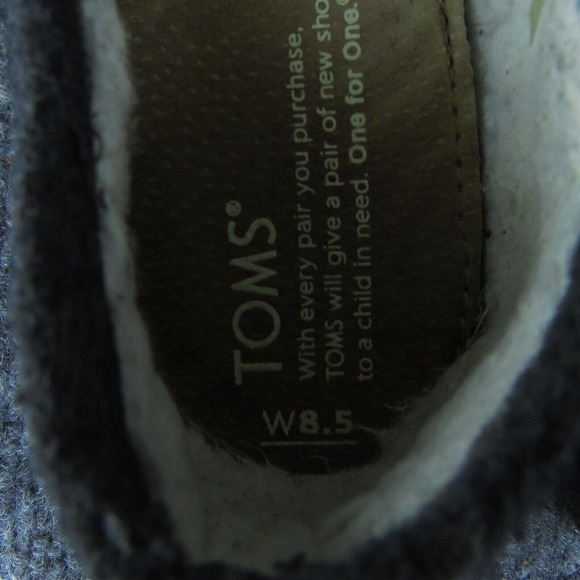 TOMS®
With every pair you purchase,
TOMS will give a pair of new
to a child in need. One for One.
W8.5